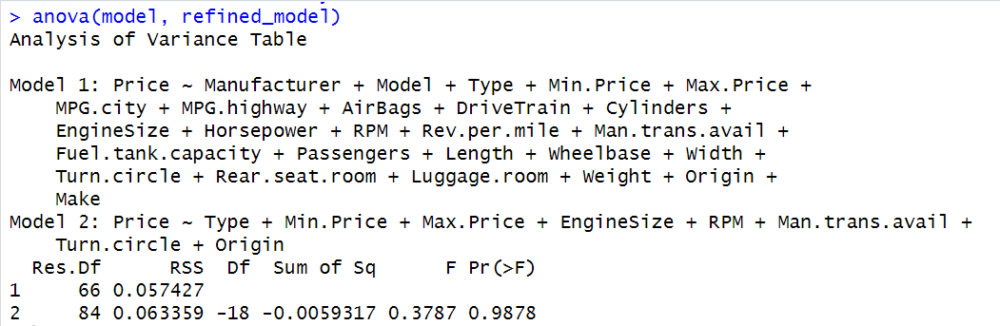 > anova(model, refined_model)
Analysis of Variance Table
Model 1: Price ~ Manufacturer + Model + Type + Min.Price + Max.Price +
    MPG.city + MPG.highway + AirBags + DriveTrain + Cylinders +
    EngineSize + Horsepower + RPM + Rev.per.mile + Man.trans.avail +
    Fuel.tank.capacity + Passengers + Length + Wheelbase + Width +
    Turn.circle + Rear.seat.room + Luggage.room + Weight + Origin +
    Make
Model 2: Price ~ Type + Min.Price + Max.Price + EngineSize + RPM + Man.trans.avail +
    Turn.circle + Origin
  Res.Df      RSS  Df  Sum of Sq      F Pr(>F)
1     66 0.057427
2     84 0.063359 -18 -0.0059317 0.3787 0.9878